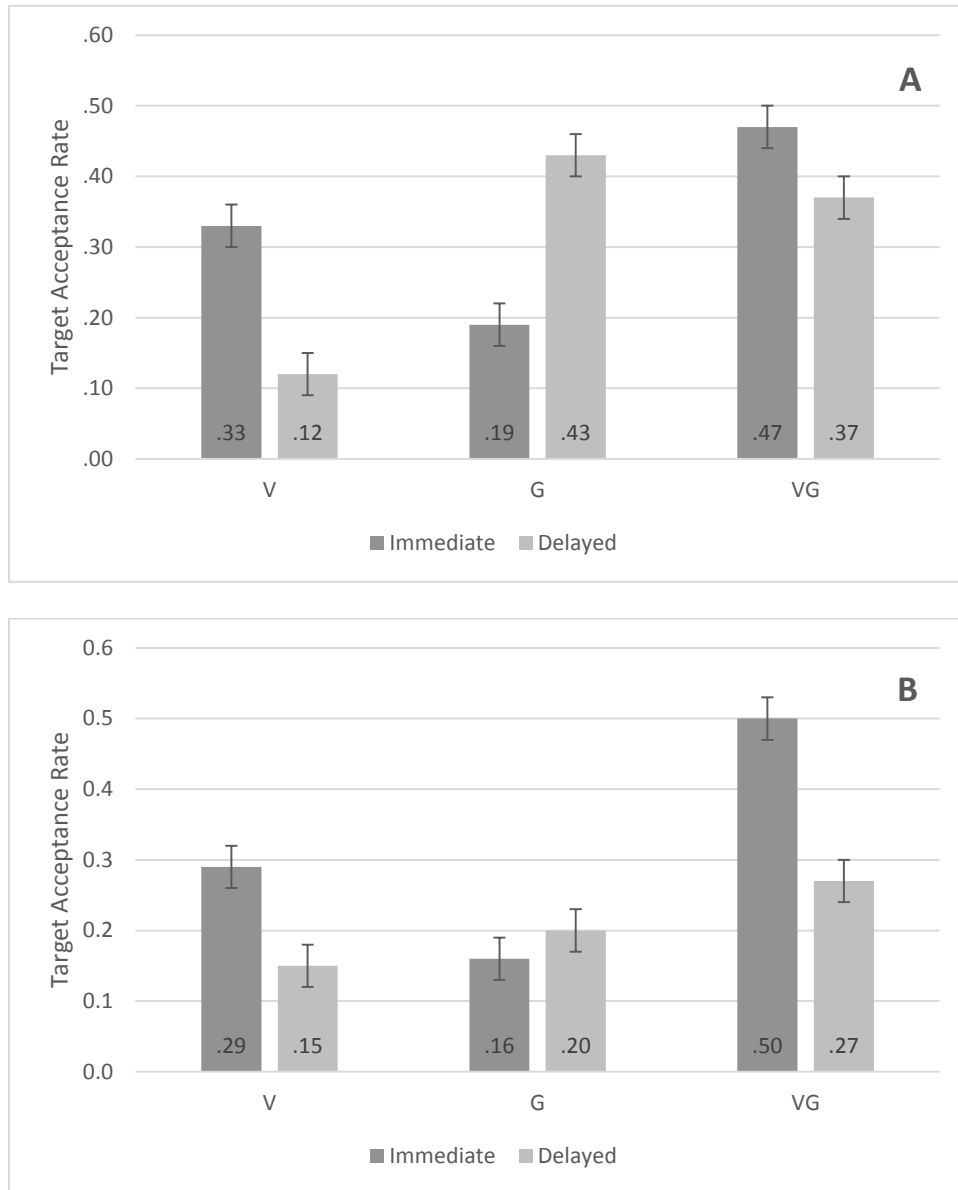 .60
A
.50
.40
.30
.20
.10
.00
Target Acceptance Rate
.33 .12 .19 .43 .47 .37
V G VG
Immediate Delayed
0.6
B
0.5
0.4
0.3
0.2
0.1
0.0
Target Acceptance Rate
.29 .15 .16 .20 .50 .27
V G VG
Immediate Delayed